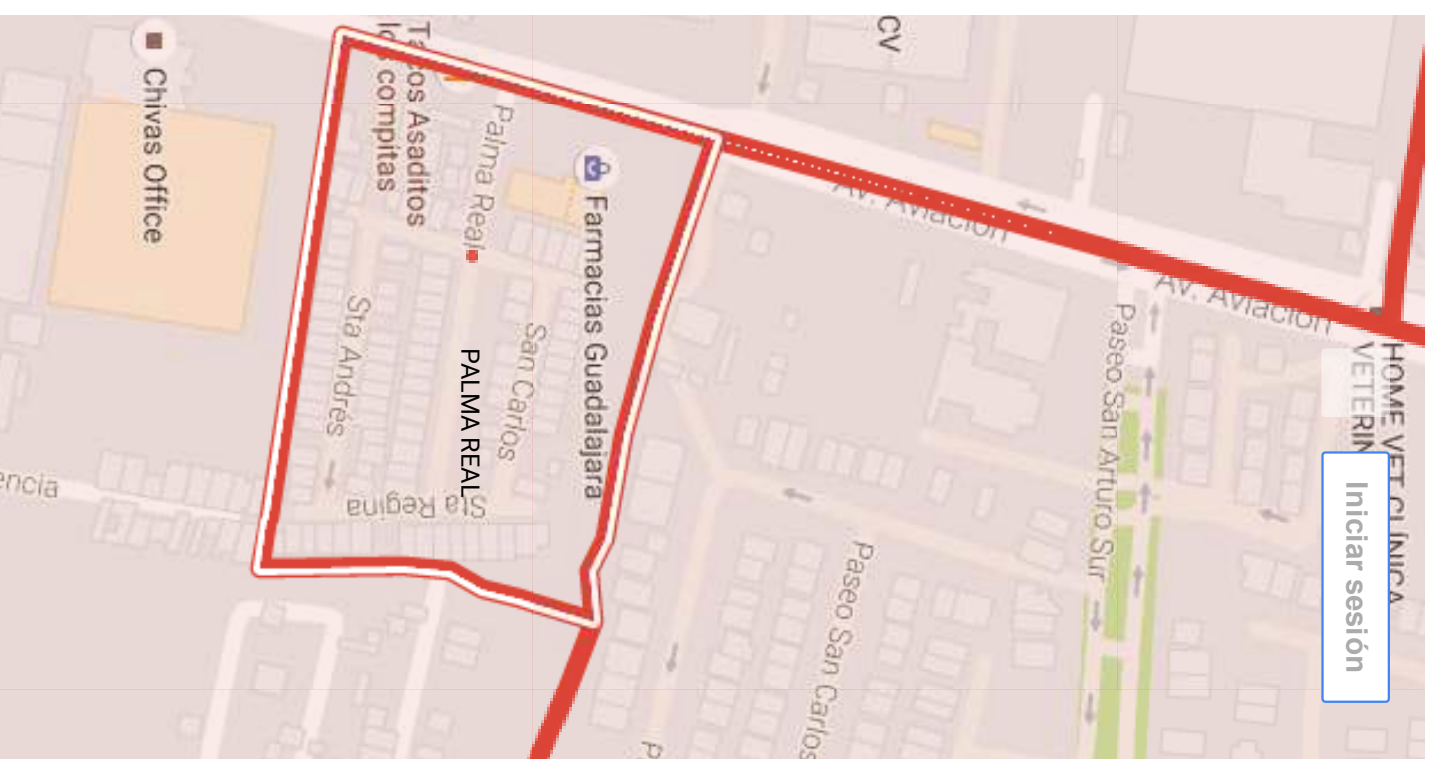 HOME VET CLÍNICA
VETERIN
Iniciar sesión
Av. Aviación
Av. Aviación
Paseo San Arturo Sur
CV
Paseo San Carlos
Farmacias Guadalajara
San Carlos
Palma Real
PALMA REAL
Sta Regina
Tacos Asaditos
los compitas
Sta Andrés
Chivas Office
encia
P